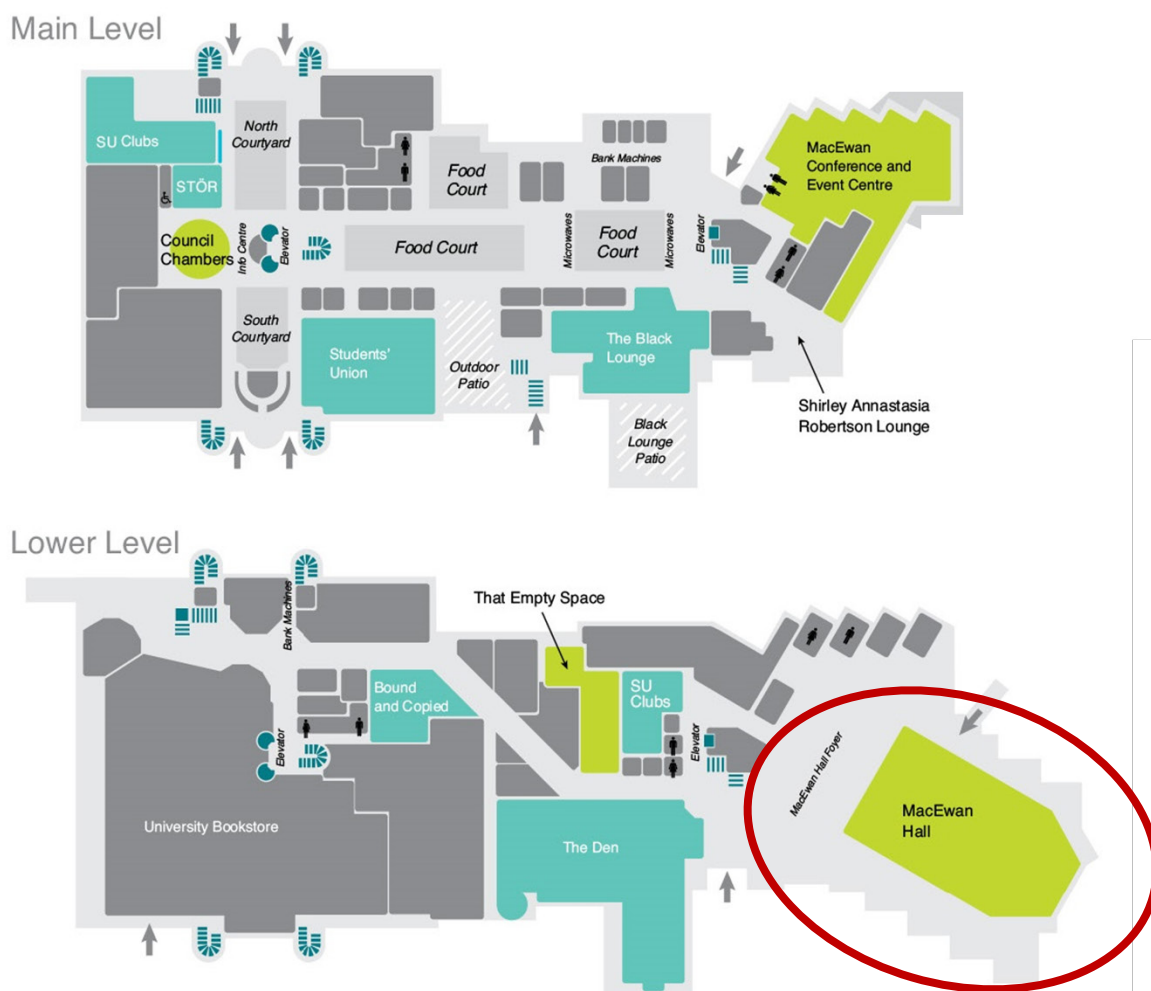 Main Level
SU Clubs
North
Courtyard
STÖR
Council
Chambers
Info Centre
Elevator
South
Courtyard
Students'
Union
Food
Court
Food Court
Outdoor
Patio
Bank Machines
Microwaves
Food
Court
Microwaves
Elevator
The Black
Lounge
Black
Lounge
Patio
MacEwan
Conference and
Event Centre
Shirley Annastasia
Robertson Lounge
Lower Level
Bank Machines
That Empty Space
Bound
and Copied
Elevator
University Bookstore
SU
Clubs
Elevator
The Den
MacEwan Hall Foyer
MacEwan
Hall